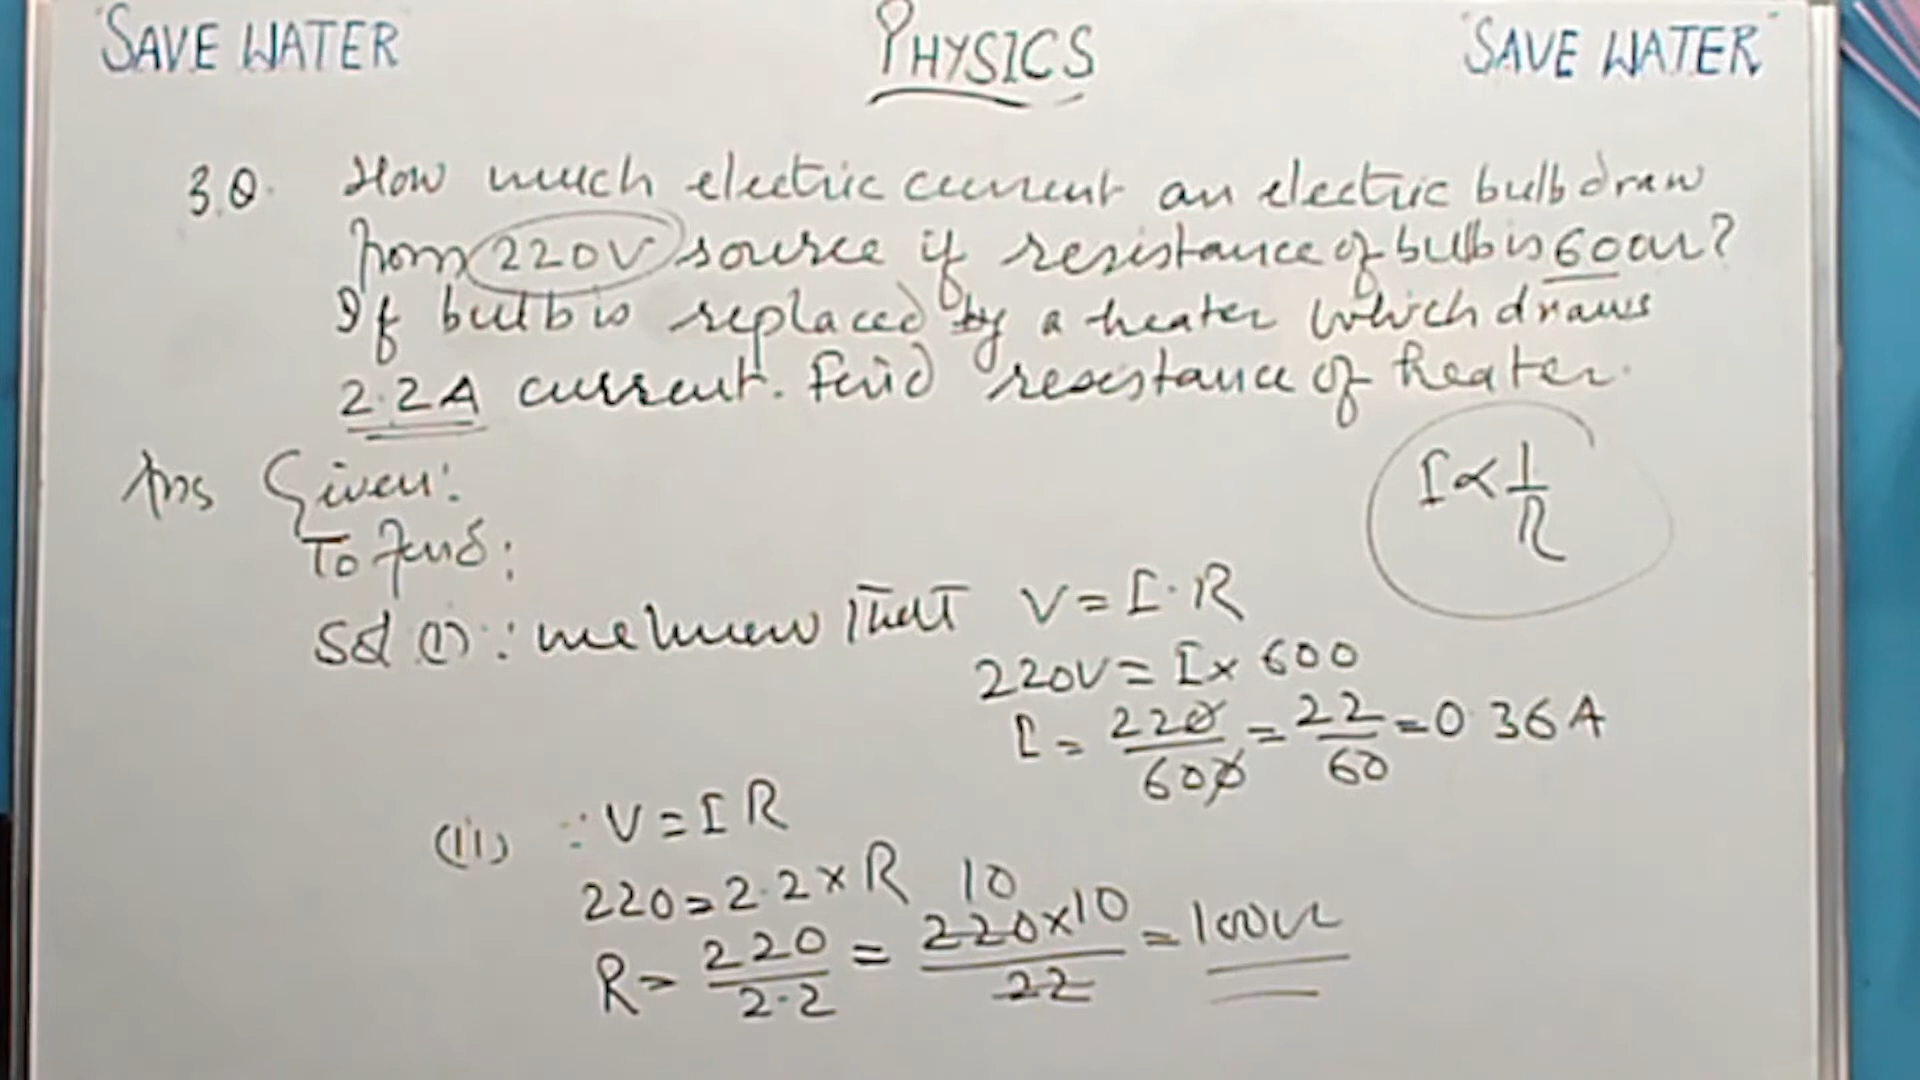 "SAVE WATER
PHYSICS
"SAVE WATER"
3.Q. How much electric current an electric bulb draw
from 220V source if resistance of bulb is 600Ω?
If bulb is replaced by a heater which draws
2.2A current. Find resistance of heater.
I ∝ 1/R
Ans Given:
To find:
Sol (i) ∵ we know that V = I·R
220V = I × 600
I = 220/600 = 22/60 = 0.36A
(ii) ∵ V = IR
220 = 2.2 × R 10
R = 220/2.2 = 220×10/22 = 100Ω